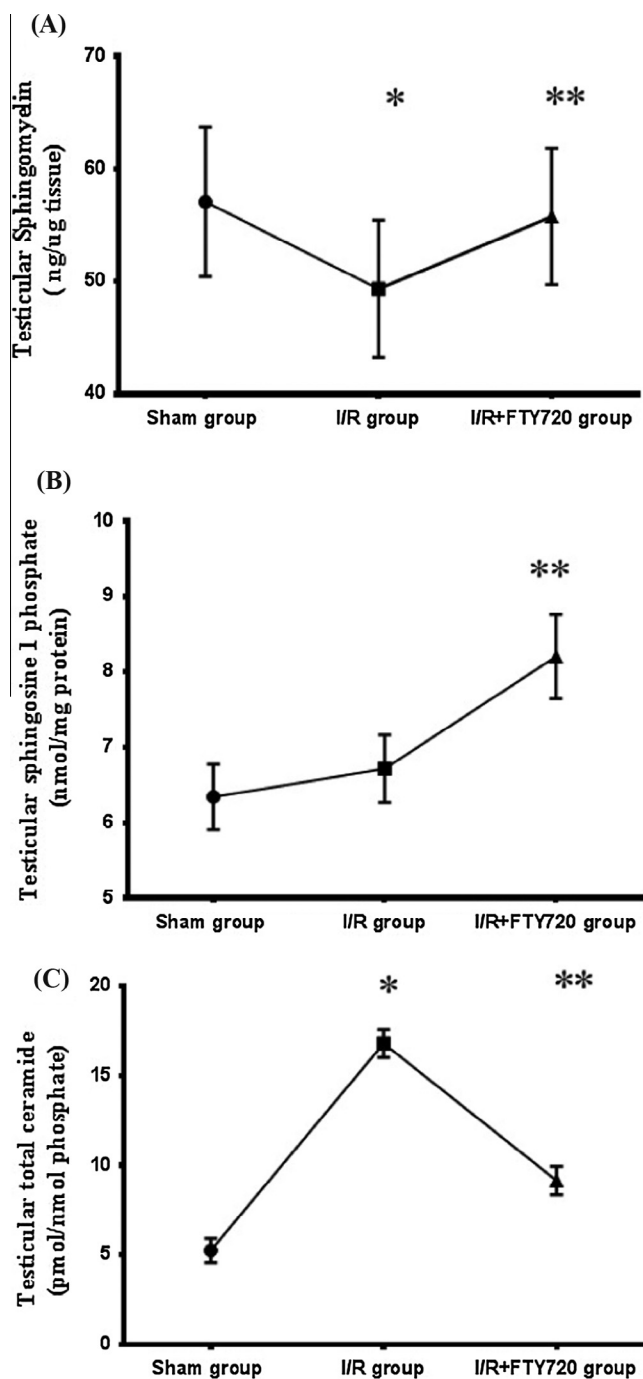 (A)
Testicular Sphingomydin
( ng/ug tissue)
70
60
50
40
*
**
Sham group
I/R group
I/R+FTY720 group
(B)
Testicular sphingosine 1 phosphate
(nmol/mg protein)
10
9
8
7
6
5
**
Sham group
I/R group
I/R+FTY720 group
(C)
Testicular total ceramide
(pmol/nmol phosphate)
20
15
10
5
0
*
**
Sham group
I/R group
I/R+FTY720 group